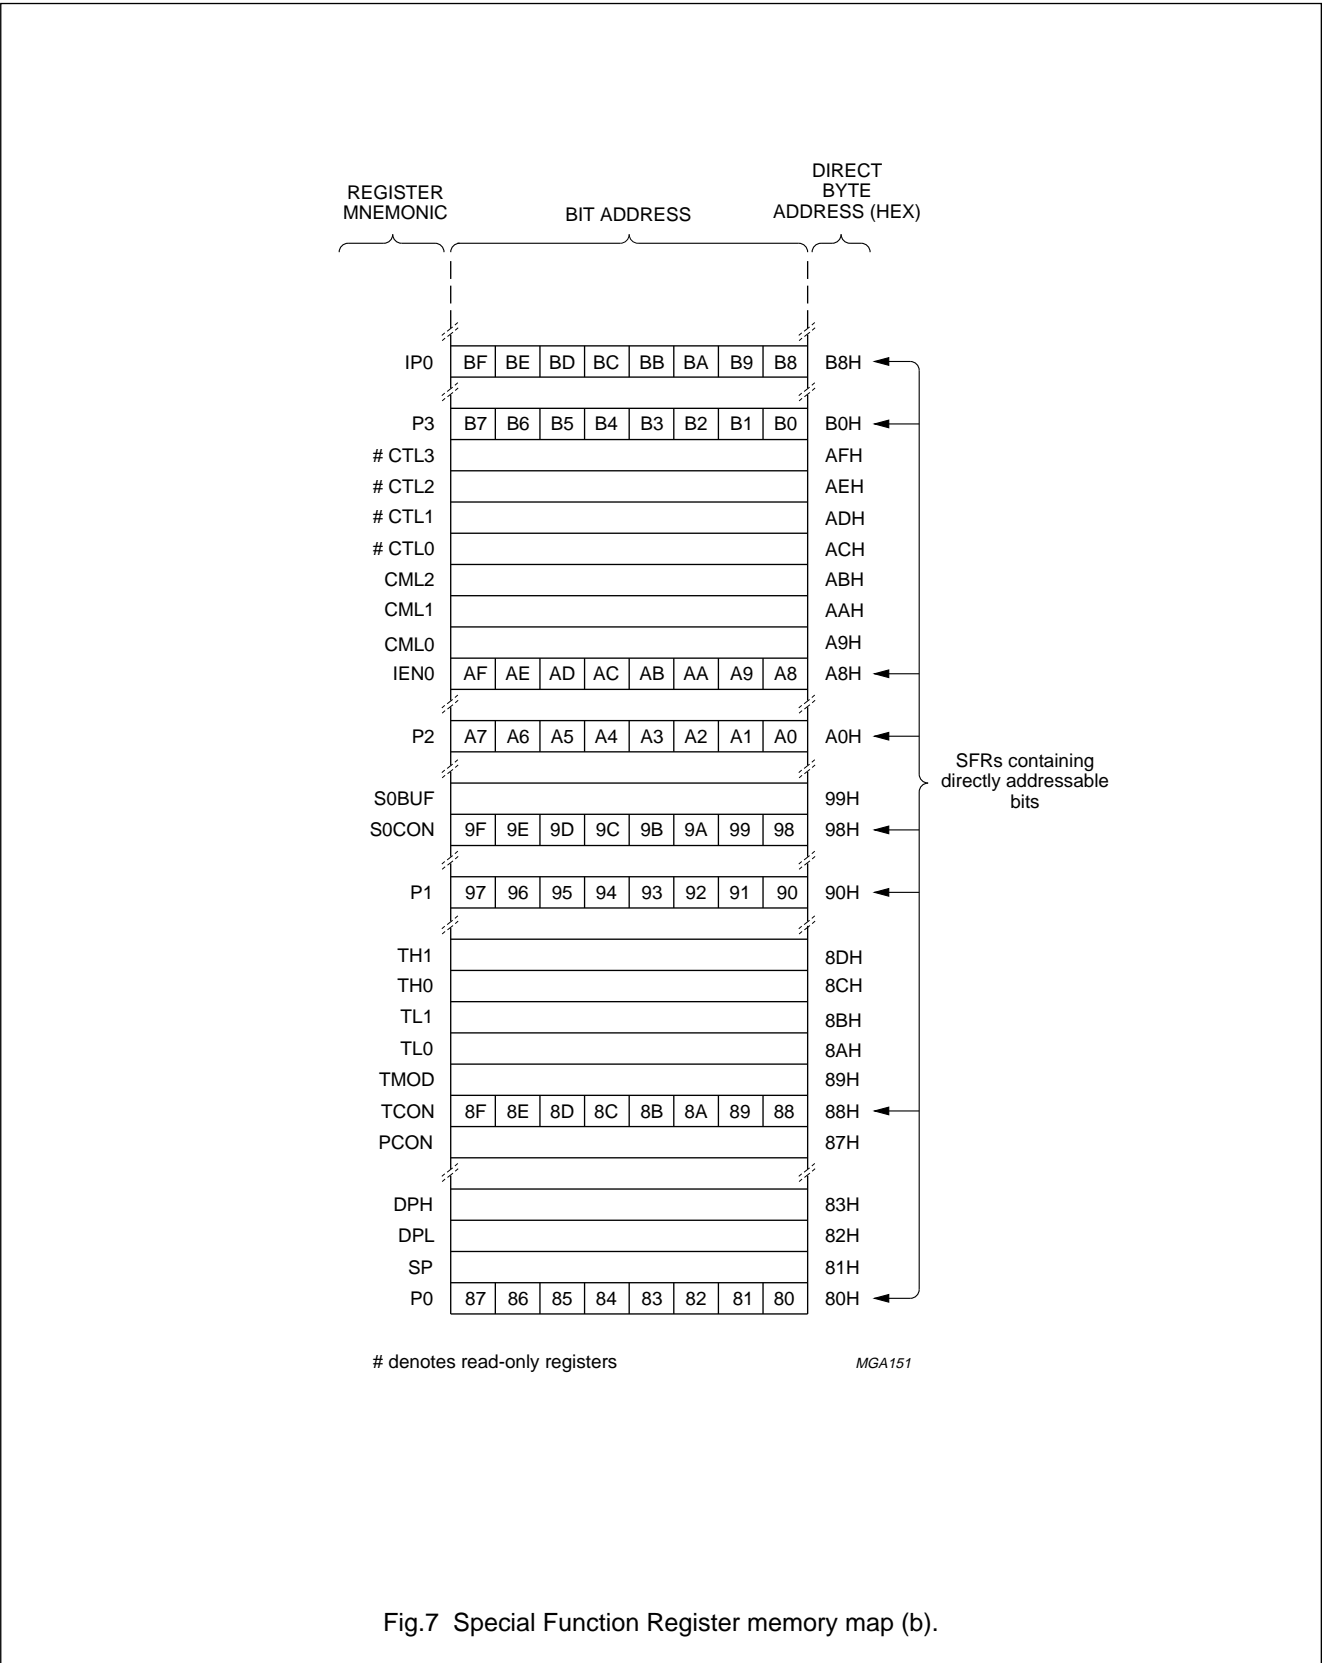 REGISTER
MNEMONIC
BIT ADDRESS
DIRECT
BYTE
ADDRESS (HEX)
IP0 BF BE BD BC BB BA B9 B8 B8H
P3 B7 B6 B5 B4 B3 B2 B1 B0 B0H
# CTL3 AFH
# CTL2 AEH
# CTL1 ADH
# CTL0 ACH
CML2 ABH
CML1 AAH
CML0 A9H
IEN0 AF AE AD AC AB AA A9 A8 A8H
P2 A7 A6 A5 A4 A3 A2 A1 A0 A0H
SFRs containing
directly addressable
bits
S0BUF 99H
S0CON 9F 9E 9D 9C 9B 9A 99 98 98H
P1 97 96 95 94 93 92 91 90 90H
TH1 8DH
TH0 8CH
TL1 8BH
TL0 8AH
TMOD 89H
TCON 8F 8E 8D 8C 8B 8A 89 88 88H
PCON 87H
DPH 83H
DPL 82H
SP 81H
P0 87 86 85 84 83 82 81 80 80H
# denotes read-only registers
MGA151
Fig.7 Special Function Register memory map (b).